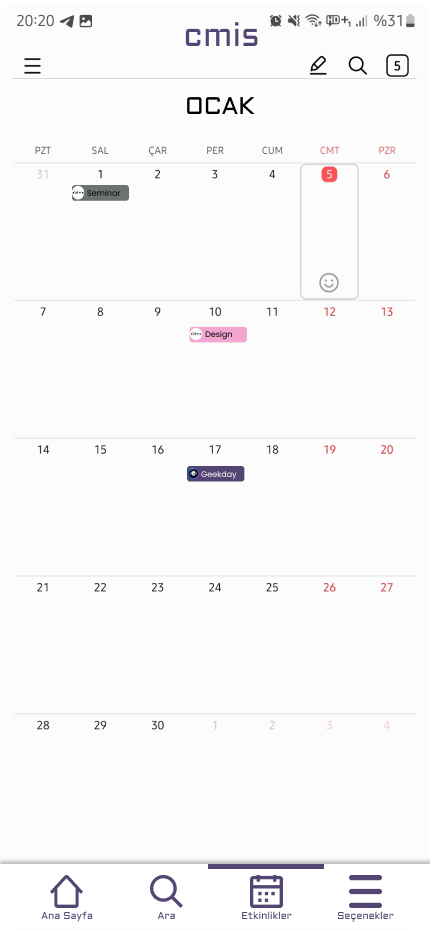 20:20 %31
cmis
5
OCAK
PZT SAL ÇAR PER CUM CMT PZR
31 1 2 3 4 5 6
Seminar
7 8 9 10 11 12 13
Design
14 15 16 17 18 19 20
Geekday
21 22 23 24 25 26 27
28 29 30 1 2 3 4
Ana Sayfa Ara Etkinlikler Seçenekler